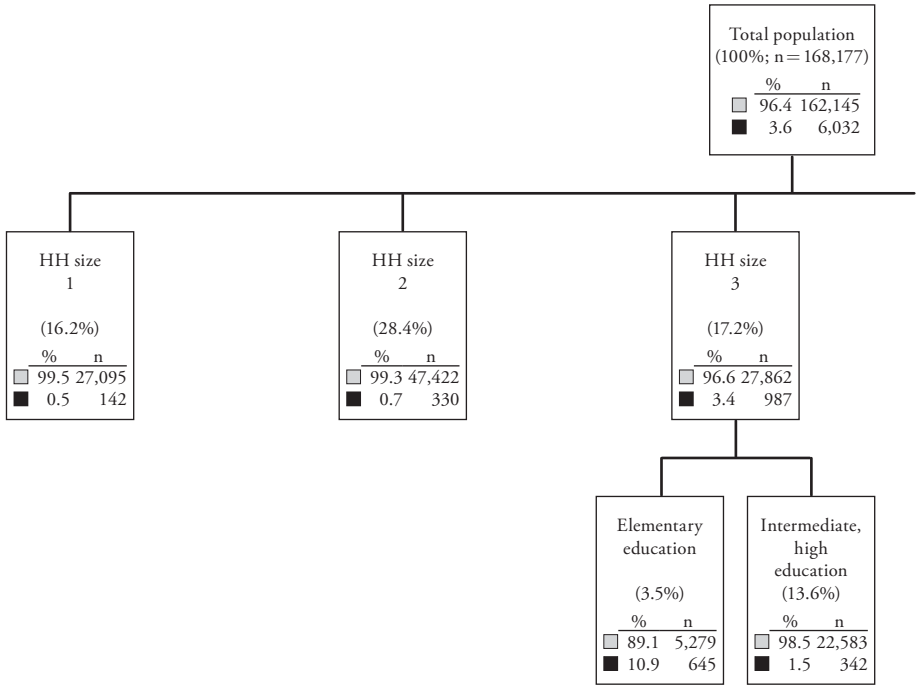 Total population
(100%; n=168,177)
% n
96.4 162,145
3.6 6,032
HH size
1
(16.2%)
% n
99.5 27,095
0.5 142
HH size
2
(28.4%)
% n
99.3 47,422
0.7 330
HH size
3
(17.2%)
% n
96.6 27,862
3.4 987
Elementary
education
(3.5%)
% n
89.1 5,279
10.9 645
Intermediate,
high
education
(13.6%)
% n
98.5 22,583
1.5 342